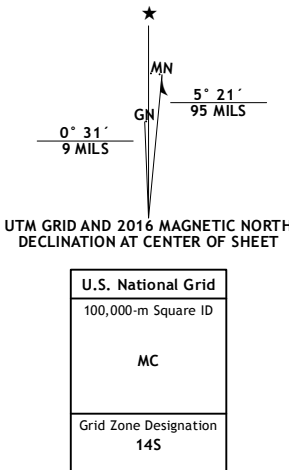 ★
MN
5° 21´
95 MILS
GN
0° 31´
9 MILS
UTM GRID AND 2016 MAGNETIC NORTH
DECLINATION AT CENTER OF SHEET
U.S. National Grid
100,000-m Square ID
MC
Grid Zone Designation
14S